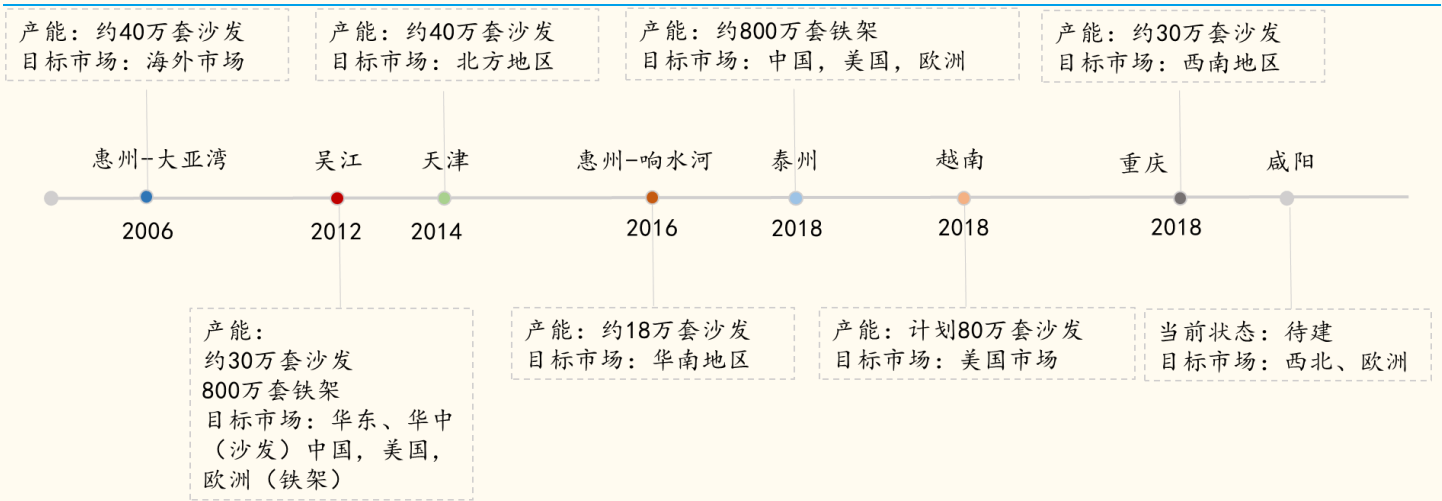 产能：约40万套沙发
目标市场：海外市场
产能：约40万套沙发
目标市场：北方地区
产能：约800万套铁架
目标市场：中国，美国，欧洲
产能：约30万套沙发
目标市场：西南地区
惠州-大亚湾
吴江
天津
惠州-响水河
泰州
越南
重庆
咸阳
2006
2012
2014
2016
2018
2018
2018
产能：
约30万套沙发
800万套铁架
目标市场：华东、华中
（沙发）中国，美国，
欧洲（铁架）
产能：约18万套沙发
目标市场：华南地区
产能：计划80万套沙发
目标市场：美国市场
当前状态：待建
目标市场：西北、欧洲